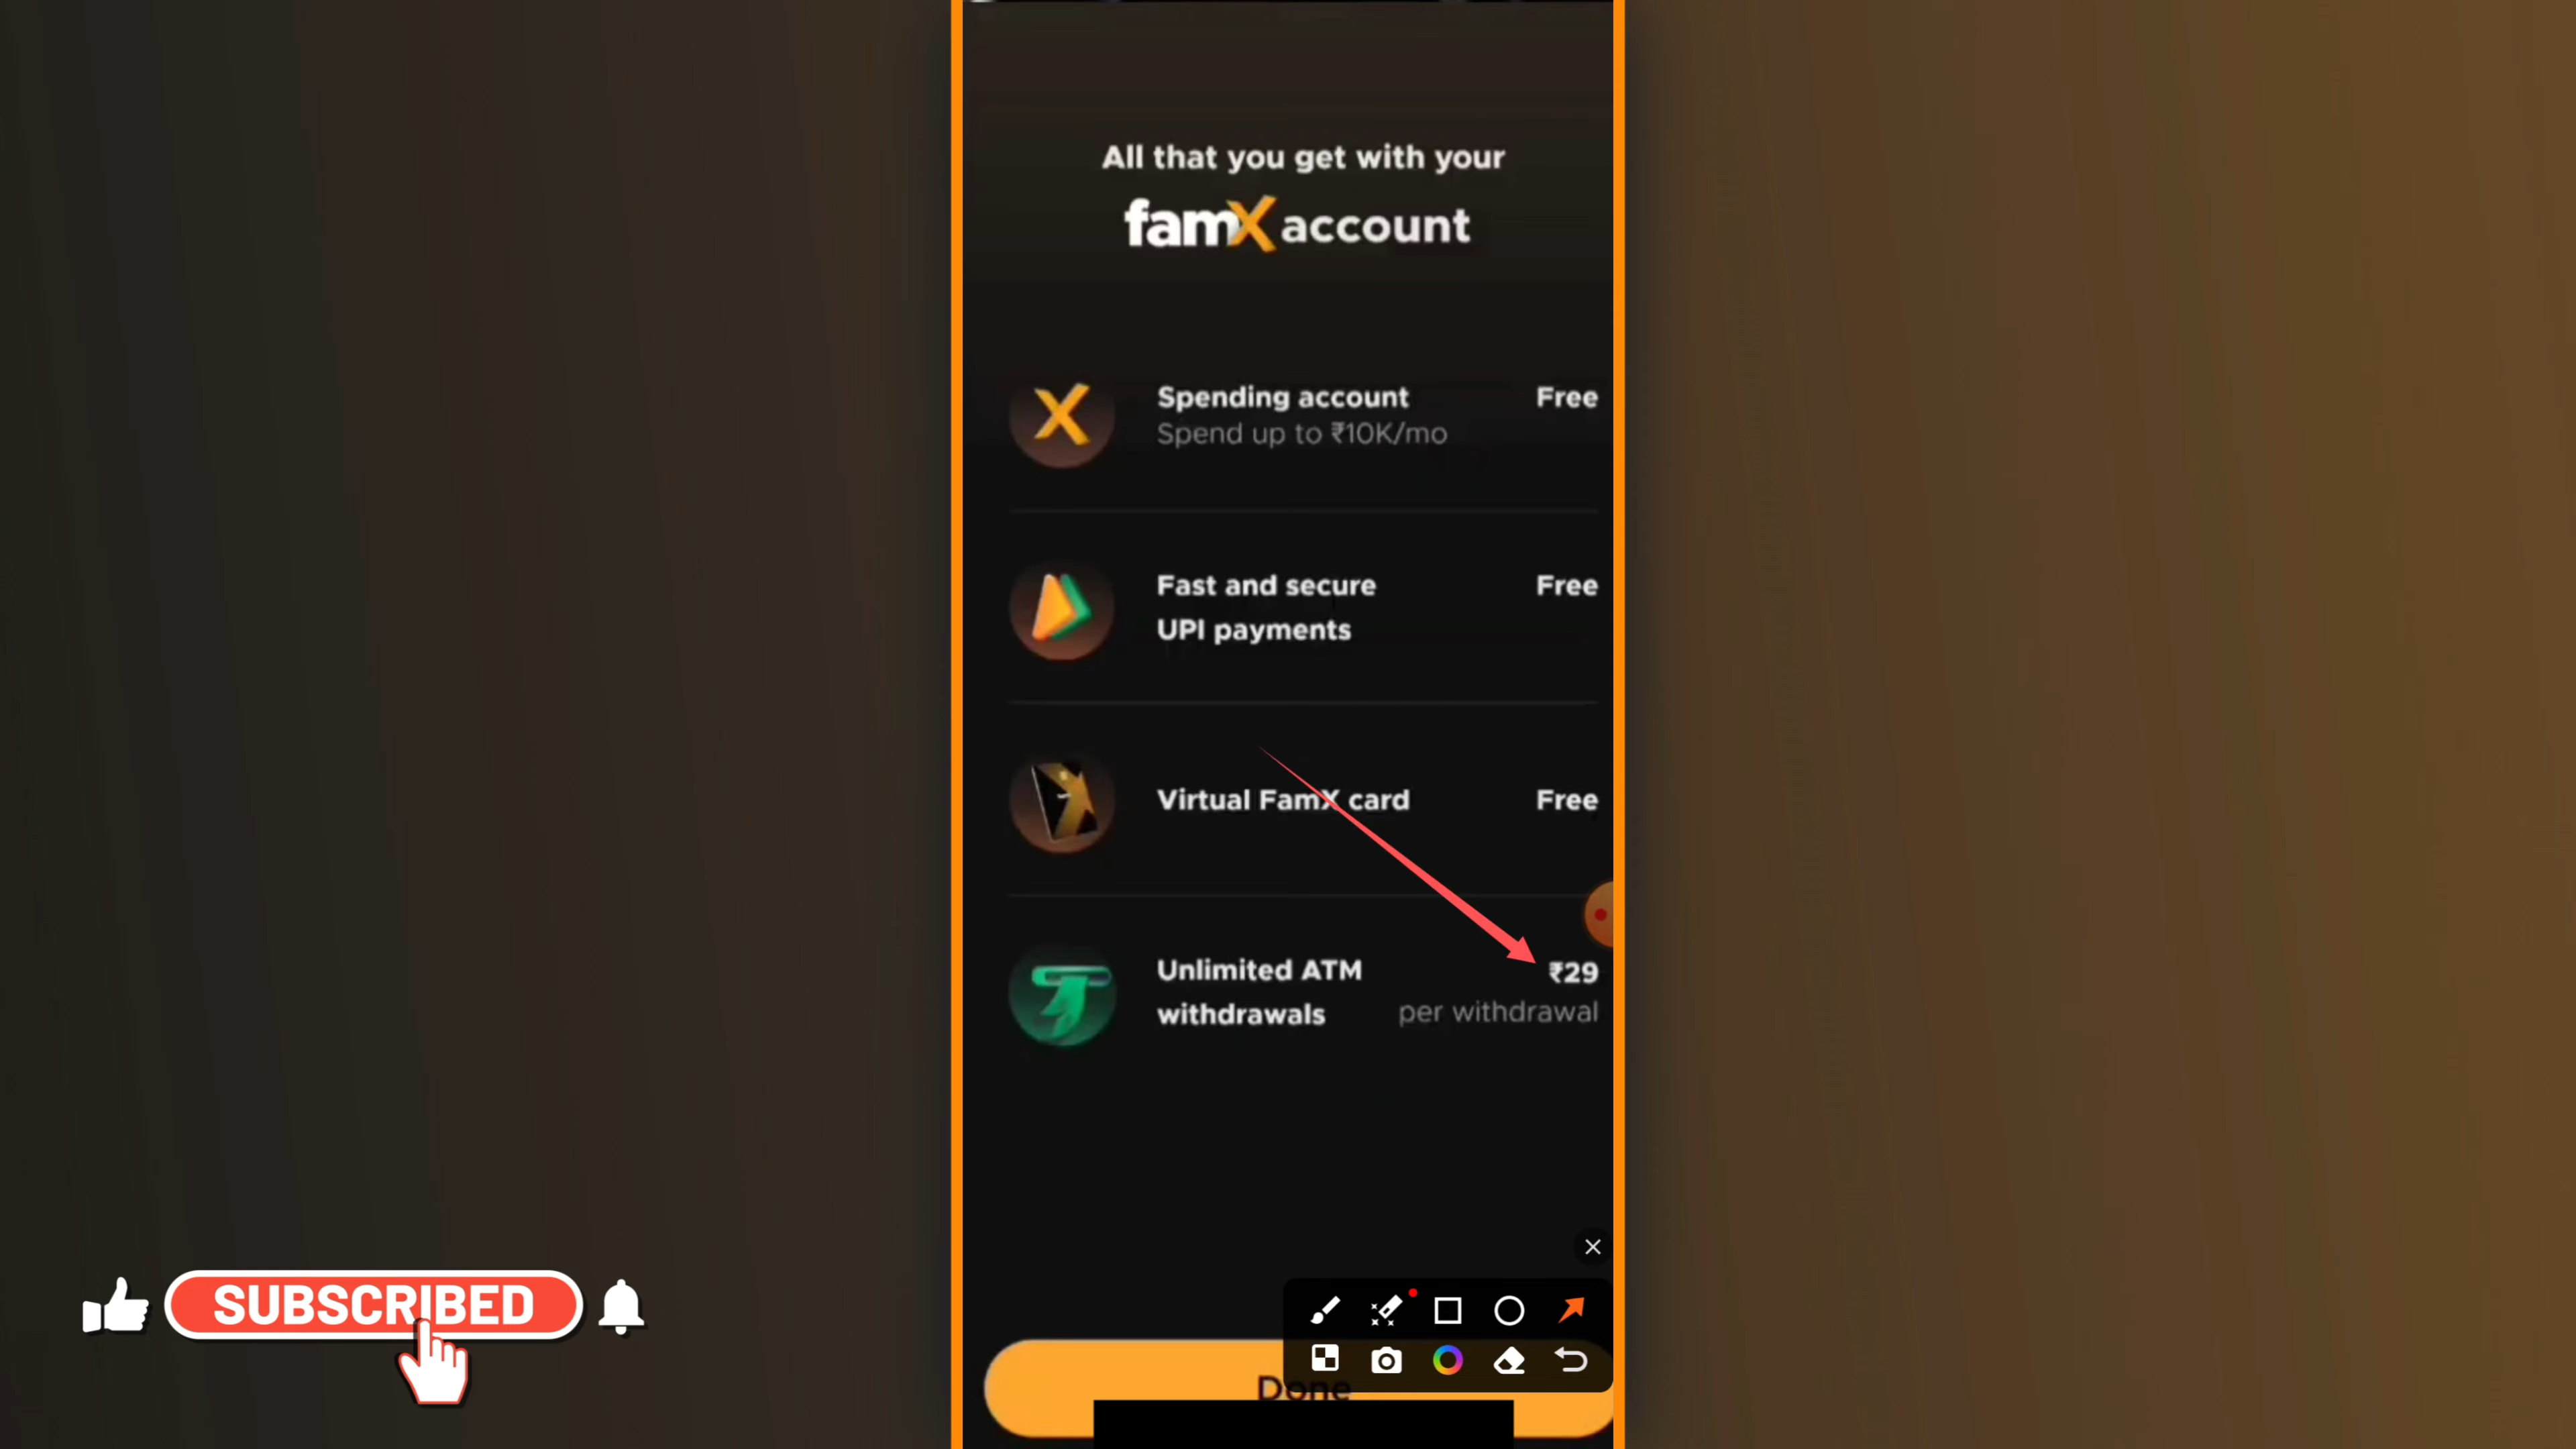 All that you get with your
famX account
Spending account Free
Spend up to ₹10K/mo
Fast and secure Free
UPI payments
Virtual FamX card Free
Unlimited ATM ₹29
withdrawals per withdrawal
SUBSCRIBED
Done